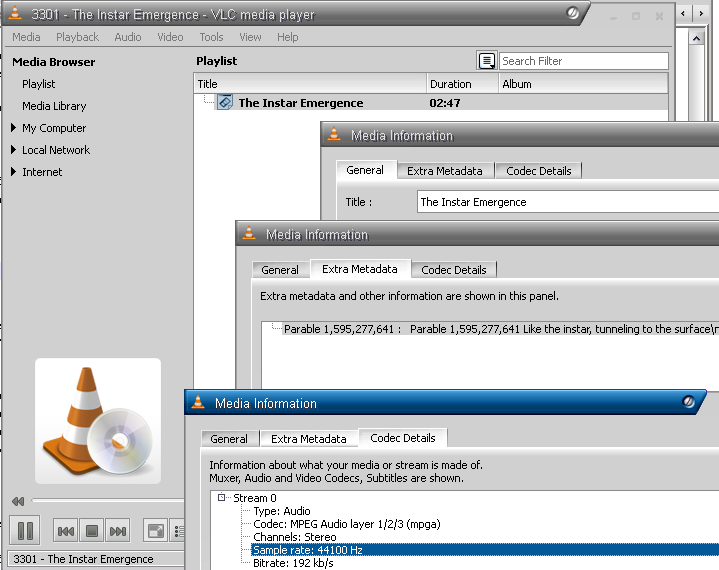 3301 - The Instar Emergence - VLC media player
Media Playback Audio Video Tools View Help
Media Browser
Playlist
Media Library
My Computer
Local Network
Internet
Playlist
Search Filter
Title Duration Album
The Instar Emergence 02:47
Media Information
General Extra Metadata Codec Details
Title : The Instar Emergence
Media Information
General Extra Metadata Codec Details
Extra metadata and other information are shown in this panel.
Parable 1,595,277,641 : Parable 1,595,277,641 Like the instar, tunneling to the surface\n
Media Information
General Extra Metadata Codec Details
Information about what your media or stream is made of.
Muxer, Audio and Video Codecs, Subtitles are shown.
Stream 0
Type: Audio
Codec: MPEG Audio layer 1/2/3 (mpga)
Channels: Stereo
Sample rate: 44100 Hz
Bitrate: 192 kb/s
3301 - The Instar Emergence